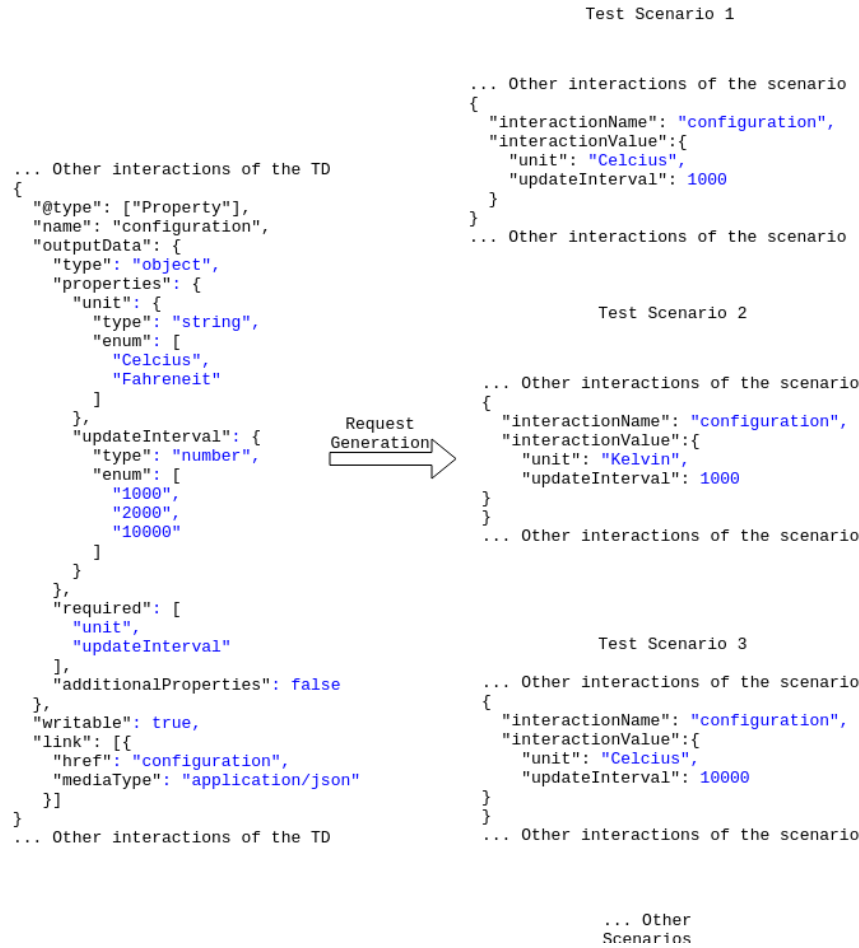 ... Other interactions of the TD
{
  "@type": ["Property"],
  "name": "configuration",
  "outputData": {
    "type": "object",
    "properties": {
      "unit": {
        "type": "string",
        "enum": [
          "Celcius",
          "Fahreneit"
        ]
      },
      "updateInterval": {
        "type": "number",
        "enum": [
          "1000",
          "2000",
          "10000"
        ]
      }
    },
    "required": [
      "unit",
      "updateInterval"
    ],
    "additionalProperties": false
  },
  "writable": true,
  "link": [{
    "href": "configuration",
    "mediaType": "application/json"
   }]
}
... Other interactions of the TD
Request
Generation
Test Scenario 1
... Other interactions of the scenario
{
  "interactionName": "configuration",
  "interactionValue":{
    "unit": "Celcius",
    "updateInterval": 1000
  }
}
... Other interactions of the scenario
Test Scenario 2
... Other interactions of the scenario
{
  "interactionName": "configuration",
  "interactionValue":{
    "unit": "Kelvin",
    "updateInterval": 1000
}
}
... Other interactions of the scenario
Test Scenario 3
... Other interactions of the scenario
{
  "interactionName": "configuration",
  "interactionValue":{
    "unit": "Celcius",
    "updateInterval": 10000
}
}
... Other interactions of the scenario
... Other
Scenarios